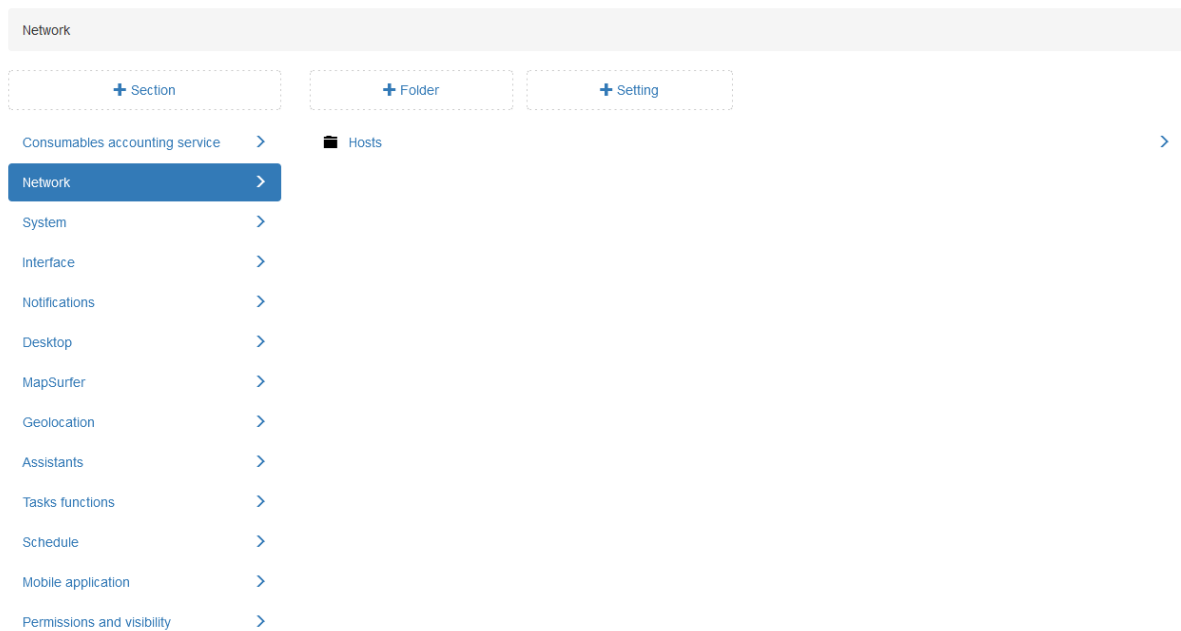 Network
Section
Folder
Setting
Consumables accounting service
Hosts
Network
System
Interface
Notifications
Desktop
MapSurfer
Geolocation
Assistants
Tasks functions
Schedule
Mobile application
Permissions and visibility